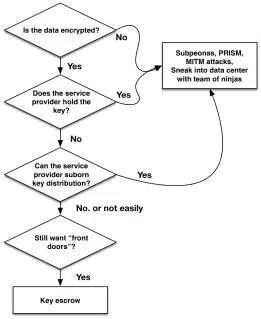 Is the data encrypted?
No
Subpeonas, PRISM,
MITM attacks,
Sneak into data center
with team of ninjas
Yes
Does the service
provider hold the
key?
Yes
No
Can the service
provider suborn
key distribution?
Yes
No. or not easily
Still want “front
doors”?
Yes
Key escrow